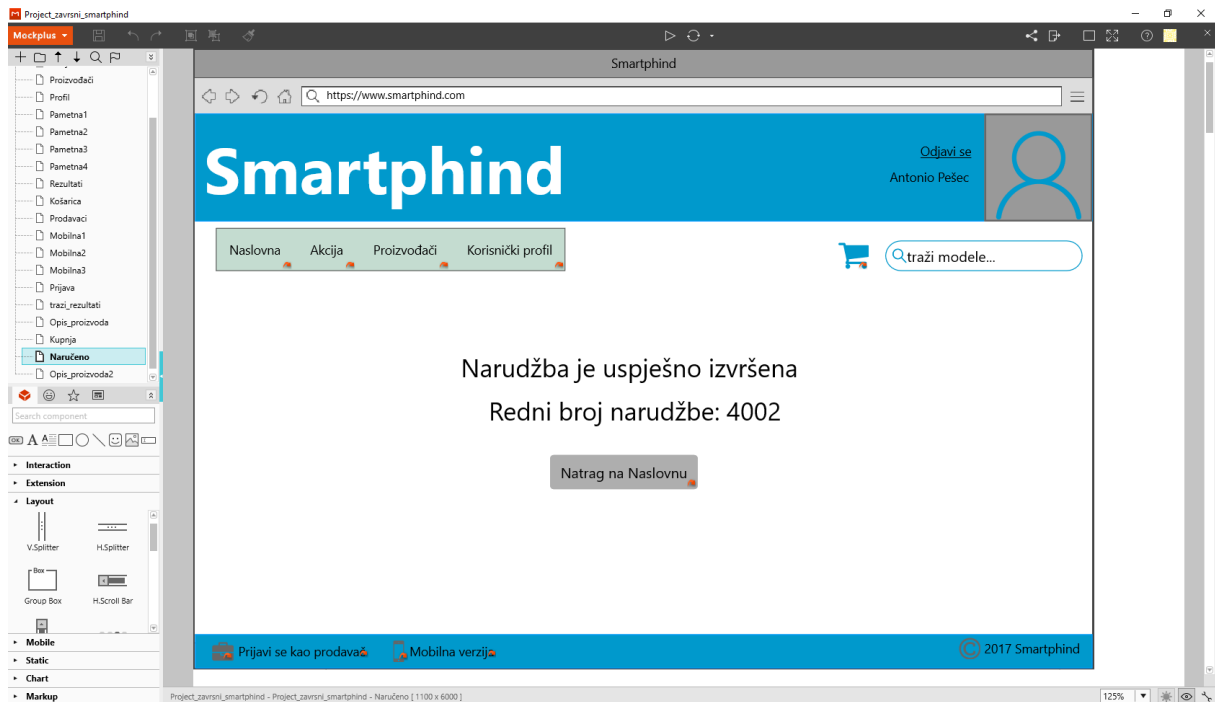 Project_zavrsni_smartphind
Mockplus
Proizvođači
Profil
Pametna1
Pametna2
Pametna3
Pametna4
Rezultati
Košarica
Prodavaci
Mobilna1
Mobilna2
Mobilna3
Prijava
trazi_rezultati
Opis_proizvoda
Kupnja
Naručeno
Opis_proizvoda2
Search component
OK A A
Interaction
Extension
Layout
V.Splitter H.Splitter
Box
Group Box H.Scroll Bar
Mobile
Static
Chart
Markup
Smartphind
https://www.smartphind.com
Smartphind
Odjavi se
Antonio Pešec
Naslovna Akcija Proizvođači Korisnički profil
traži modele...
Narudžba je uspješno izvršena
Redni broj narudžbe: 4002
Natrag na Naslovnu
Prijavi se kao prodavač Mobilna verzija © 2017 Smartphind
Project_zavrsni_smartphind - Project_zavrsni_smartphind - Naručeno [ 1100 x 6000 ] 125%